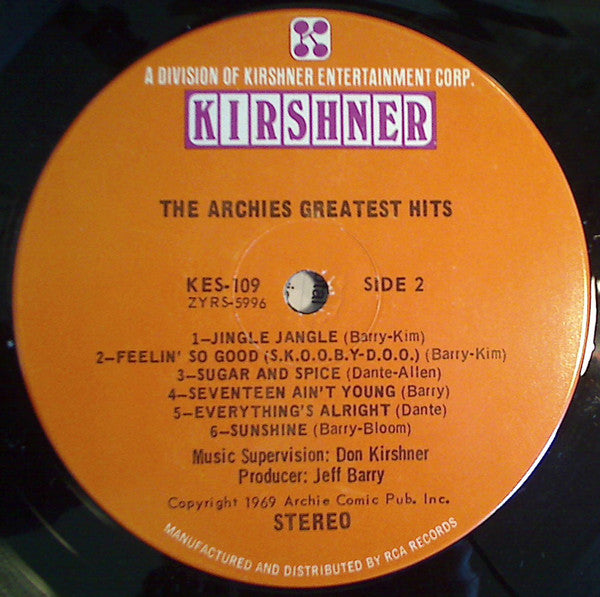 K
A DIVISION OF KIRSHNER ENTERTAINMENT CORP.
KIRSHNER
THE ARCHIES GREATEST HITS
KES-109 SIDE 2
ZYRS-5996
1—JINGLE JANGLE (Barry-Kim)
2—FEELIN' SO GOOD (S.K.O.O.B.Y-D.O.O.) (Barry-Kim)
3—SUGAR AND SPICE (Dante-Allen)
4—SEVENTEEN AIN'T YOUNG (Barry)
5—EVERYTHING'S ALRIGHT (Dante)
6—SUNSHINE (Barry-Bloom)
Music Supervision: Don Kirshner
Producer: Jeff Barry
Copyright 1969 Archie Comic Pub. Inc.
STEREO
MANUFACTURED AND DISTRIBUTED BY RCA RECORDS